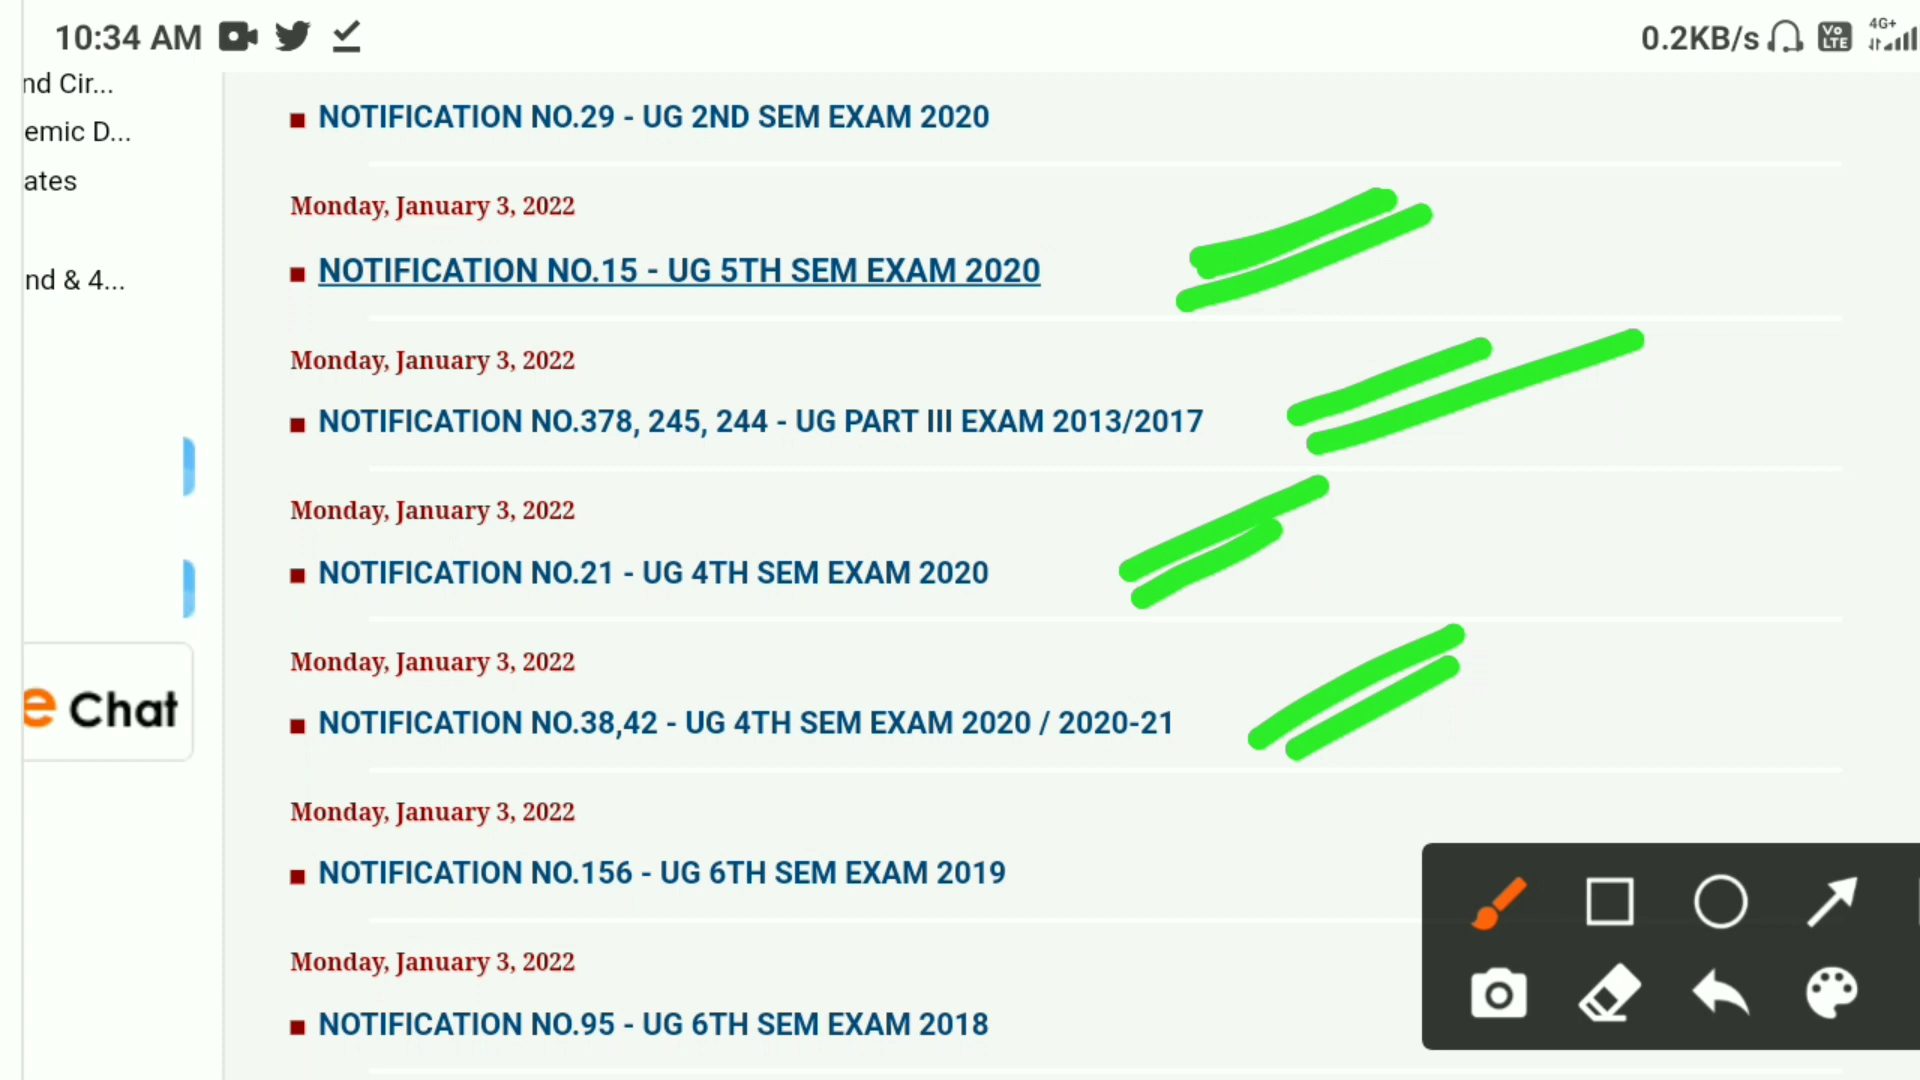 10:34 AM
0.2KB/s
Vo LTE
4G+
nd Cir...
emic D...
ates
nd & 4...
e Chat
NOTIFICATION NO.29 - UG 2ND SEM EXAM 2020
Monday, January 3, 2022
NOTIFICATION NO.15 - UG 5TH SEM EXAM 2020
Monday, January 3, 2022
NOTIFICATION NO.378, 245, 244 - UG PART III EXAM 2013/2017
Monday, January 3, 2022
NOTIFICATION NO.21 - UG 4TH SEM EXAM 2020
Monday, January 3, 2022
NOTIFICATION NO.38,42 - UG 4TH SEM EXAM 2020 / 2020-21
Monday, January 3, 2022
NOTIFICATION NO.156 - UG 6TH SEM EXAM 2019
Monday, January 3, 2022
NOTIFICATION NO.95 - UG 6TH SEM EXAM 2018